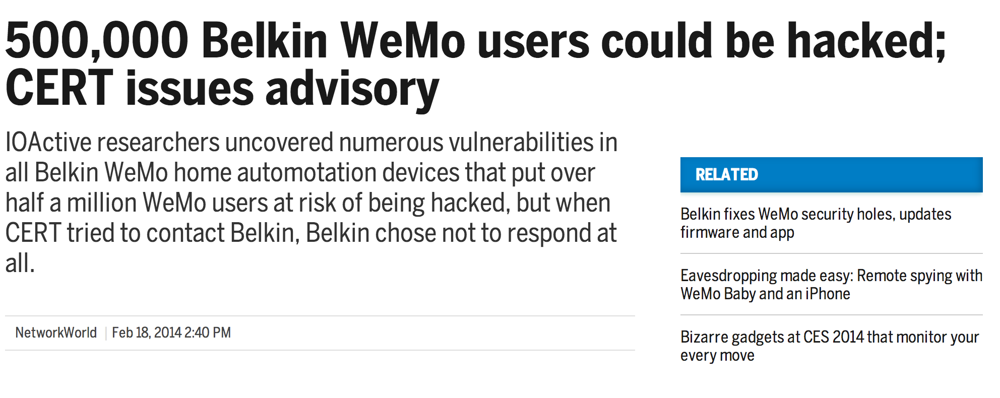 500,000 Belkin WeMo users could be hacked;
CERT issues advisory
IOActive researchers uncovered numerous vulnerabilities in
all Belkin WeMo home automotation devices that put over
half a million WeMo users at risk of being hacked, but when
CERT tried to contact Belkin, Belkin chose not to respond at
all.
NetworkWorld | Feb 18, 2014 2:40 PM
RELATED
Belkin fixes WeMo security holes, updates
firmware and app
Eavesdropping made easy: Remote spying with
WeMo Baby and an iPhone
Bizarre gadgets at CES 2014 that monitor your
every move